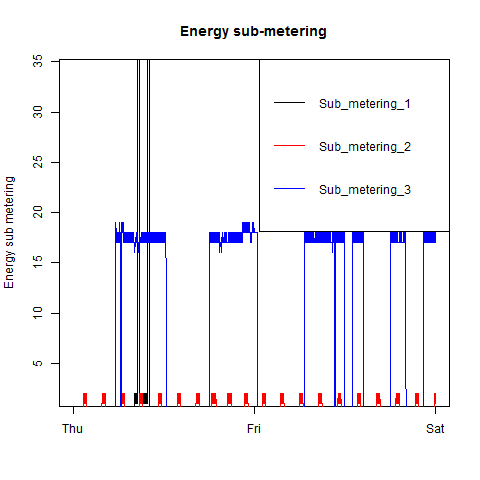 Energy sub-metering
Energy sub metering
35
30
25
20
15
10
5
Sub_metering_1
Sub_metering_2
Sub_metering_3
Thu
Fri
Sat